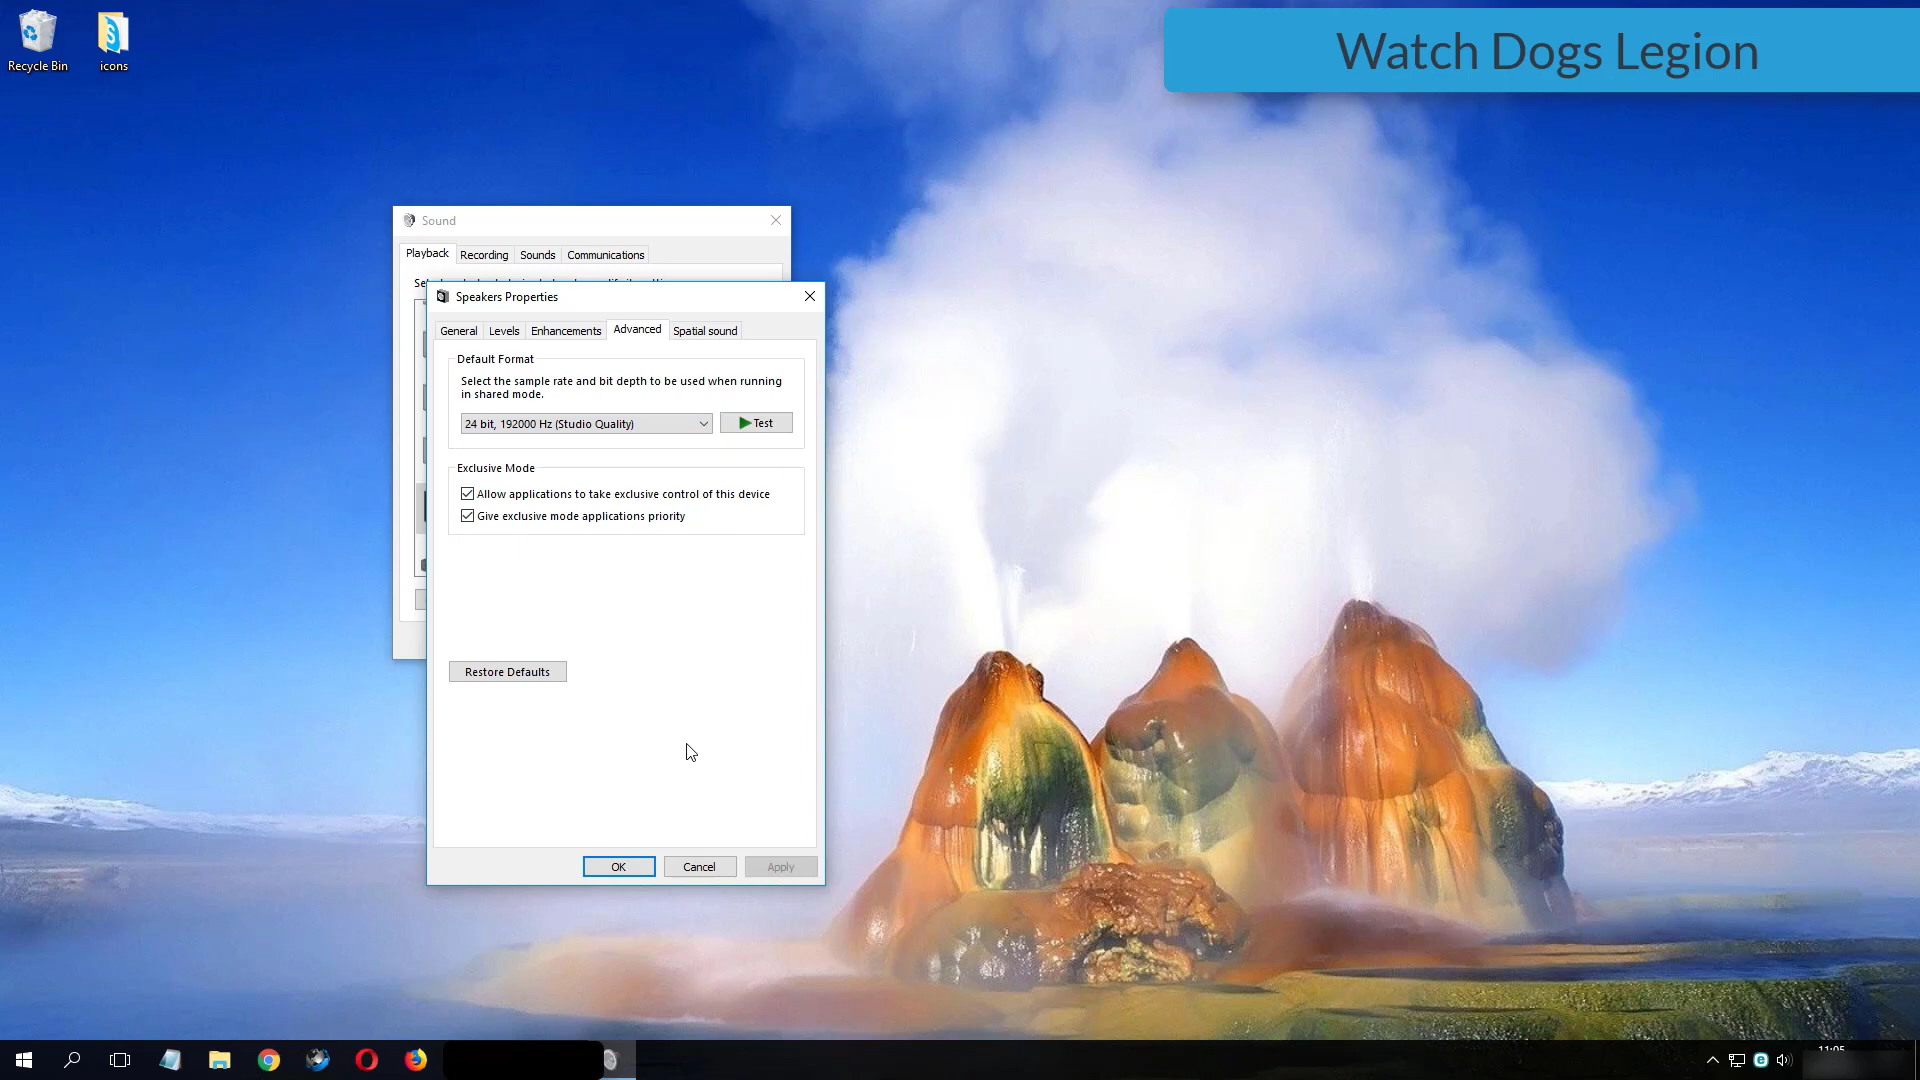 Recycle Bin
icons
Watch Dogs Legion
Sound
Playback
Recording
Sounds
Communications
Speakers Properties
General
Levels
Enhancements
Advanced
Spatial sound
Default Format
Select the sample rate and bit depth to be used when running
in shared mode.
24 bit, 192000 Hz (Studio Quality)
Test
Exclusive Mode
Allow applications to take exclusive control of this device
Give exclusive mode applications priority
Restore Defaults
OK
Cancel
Apply